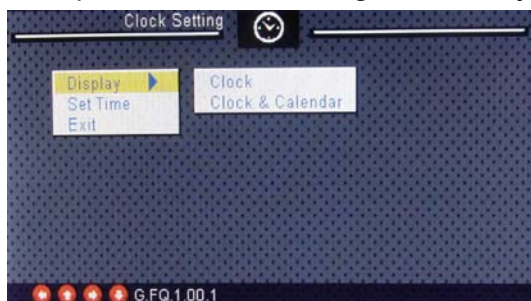 Clock Setting
Display
Set Time
Exit
Clock
Clock & Calendar
G.FQ.1.00.1